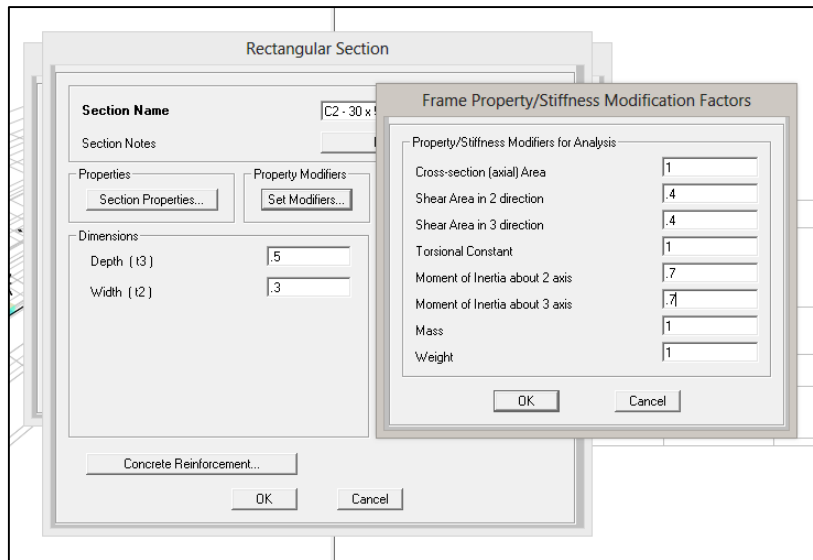 Rectangular Section
Section Name
C2 - 30 x
Section Notes
Properties
Section Properties...
Property Modifiers
Set Modifiers...
Dimensions
Depth ( t3 )
.5
Width ( t2 )
.3
Concrete Reinforcement...
OK
Cancel
Frame Property/Stiffness Modification Factors
Property/Stiffness Modifiers for Analysis
Cross-section (axial) Area
1
Shear Area in 2 direction
.4
Shear Area in 3 direction
.4
Torsional Constant
1
Moment of Inertia about 2 axis
.7
Moment of Inertia about 3 axis
.7
Mass
1
Weight
1
OK
Cancel